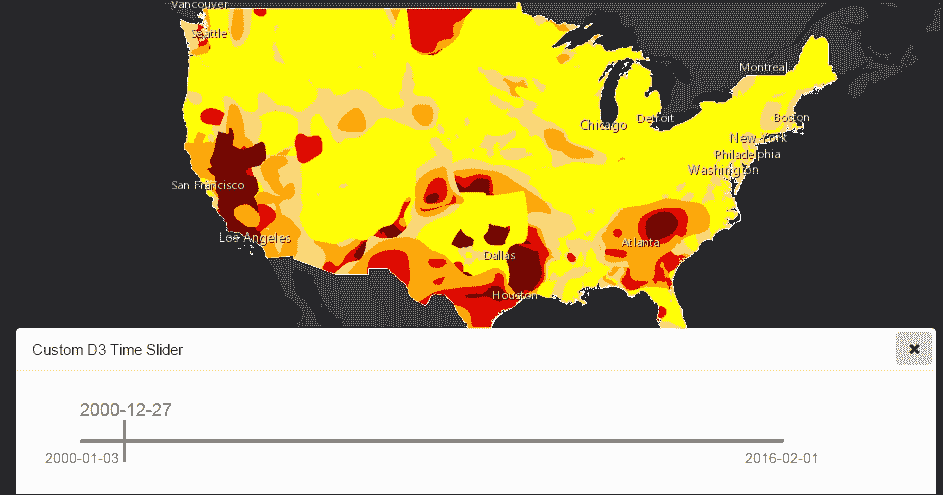 Vancouver
Seattle
Montreal
Chicago
Detroit
Boston
New York
Philadelphia
Washington
San Francisco
Los Angeles
Atlanta
Dallas
Houston
Custom D3 Time Slider
✖
2000-12-27
2000-01-03
2016-02-01